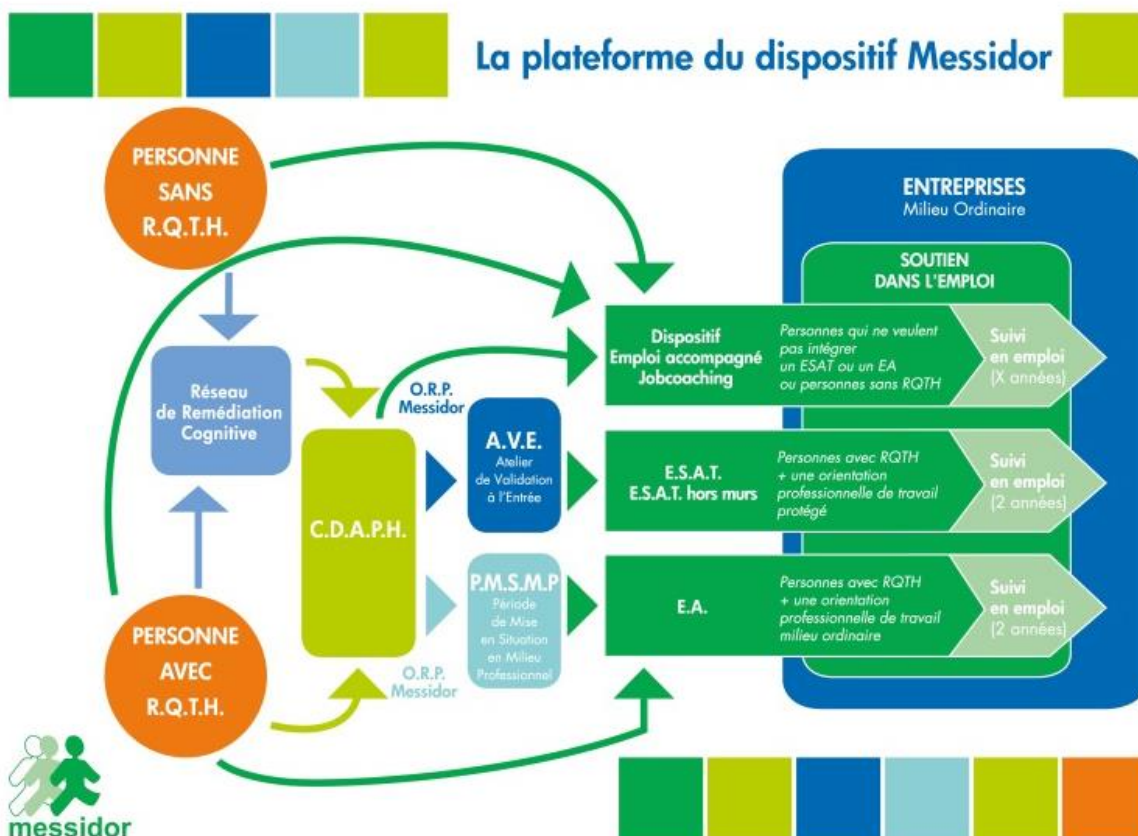 La plateforme du dispositif Messidor
PERSONNE
SANS
R.Q.T.H.
ENTREPRISES
Milieu Ordinaire
SOUTIEN
DANS L'EMPLOI
Réseau
de Remédiation
Cognitive
Dispositif
Emploi accompagné
Jobcoaching
Personnes qui ne veulent
pas intégrer
un ESAT ou un EA
ou personnes sans RQTH
Suivi
en emploi
(X années)
O.R.P.
Messidor
C.D.A.P.H.
A.V.E.
Atelier
de Validation
à l'Entrée
E.S.A.T.
E.S.A.T. hors murs
Personnes avec RQTH
+ une orientation
professionnelle de travail
protégé
Suivi
en emploi
(2 années)
P.M.S.M.P
Période
de Mise
en Situation
en Milieu
Professionnel
E.A.
Personnes avec RQTH
+ une orientation
professionnelle de travail
milieu ordinaire
Suivi
en emploi
(2 années)
O.R.P.
Messidor
PERSONNE
AVEC
R.Q.T.H.
messidor